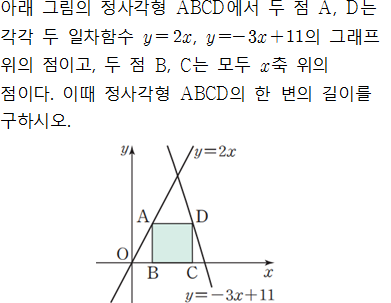 아래 그림의 정사각형 ABCD에서 두 점 A, D는
각각 두 일차함수 y=2x, y=-3x+11의 그래프
위의 점이고, 두 점 B, C는 모두 x축 위의
점이다. 이때 정사각형 ABCD의 한 변의 길이를
구하시오.
y
y=2x
A
D
O
B
C
x
y=-3x+11